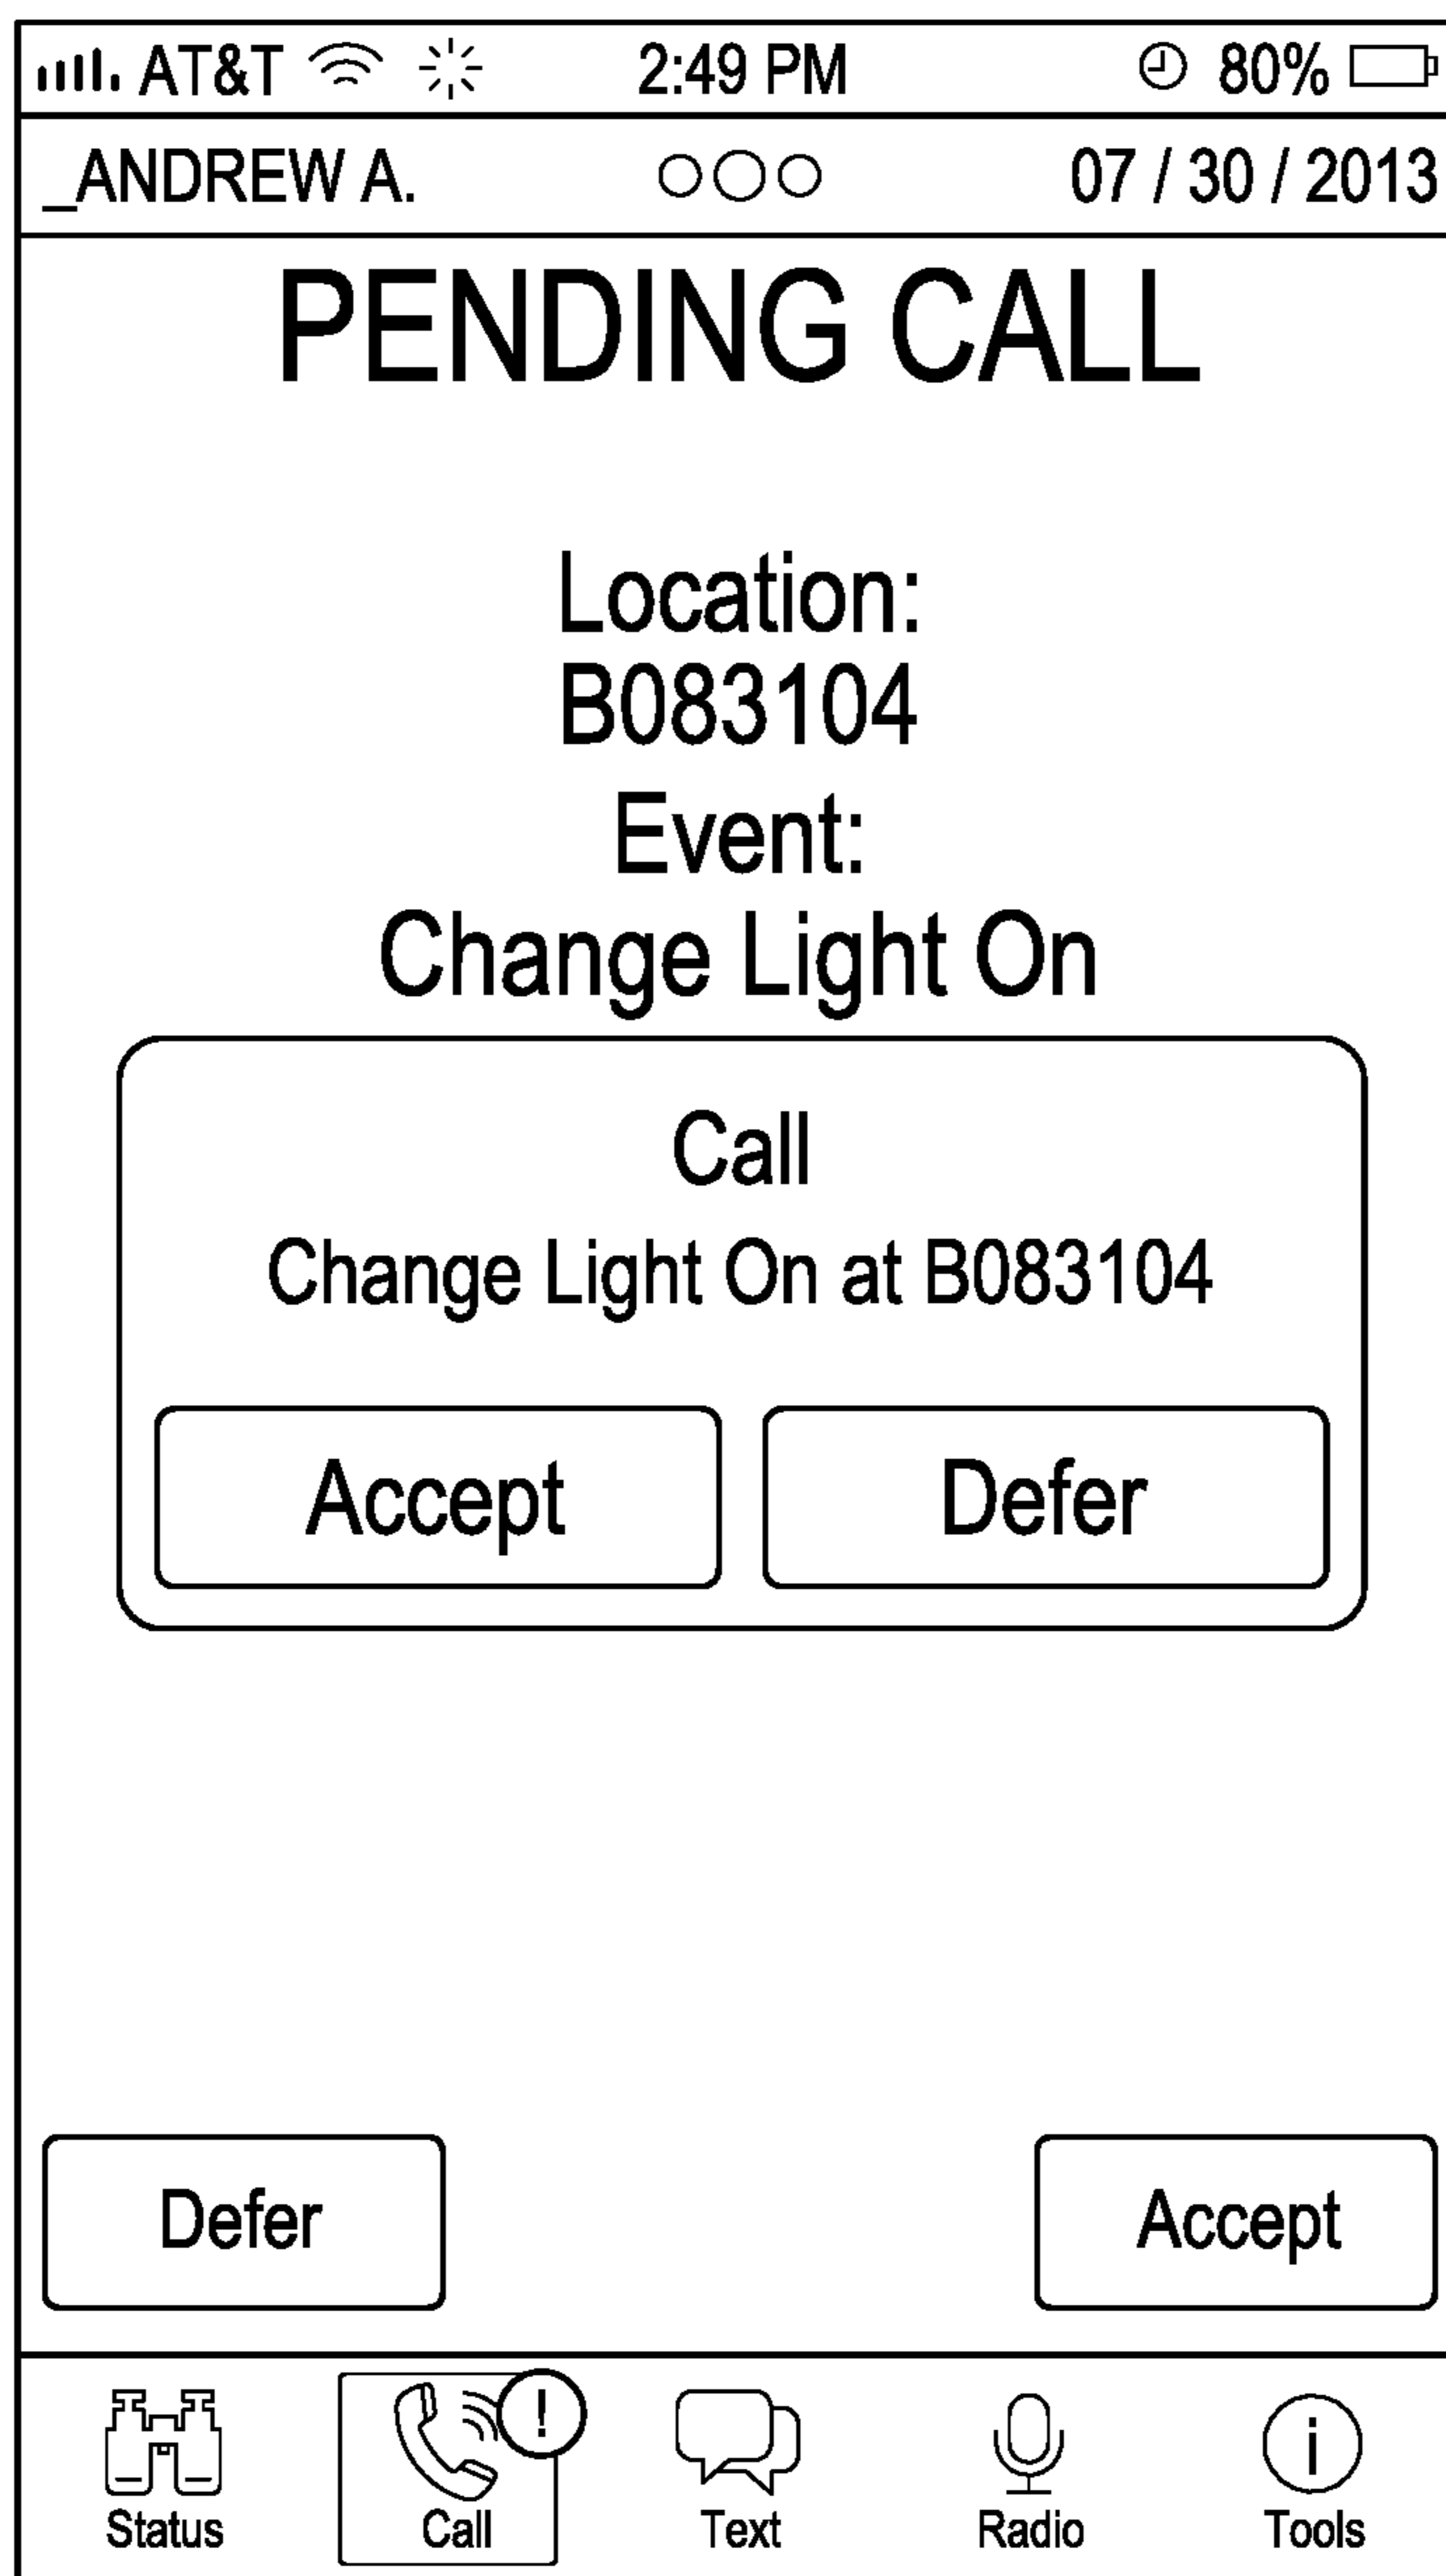 AT&T 2:49 PM 80%
_ANDREW A. 07 / 30 / 2013
PENDING CALL
Location:
B083104
Event:
Change Light On
Call
Change Light On at B083104
Accept Defer
Defer Accept
!
i
Status Call Text Radio Tools